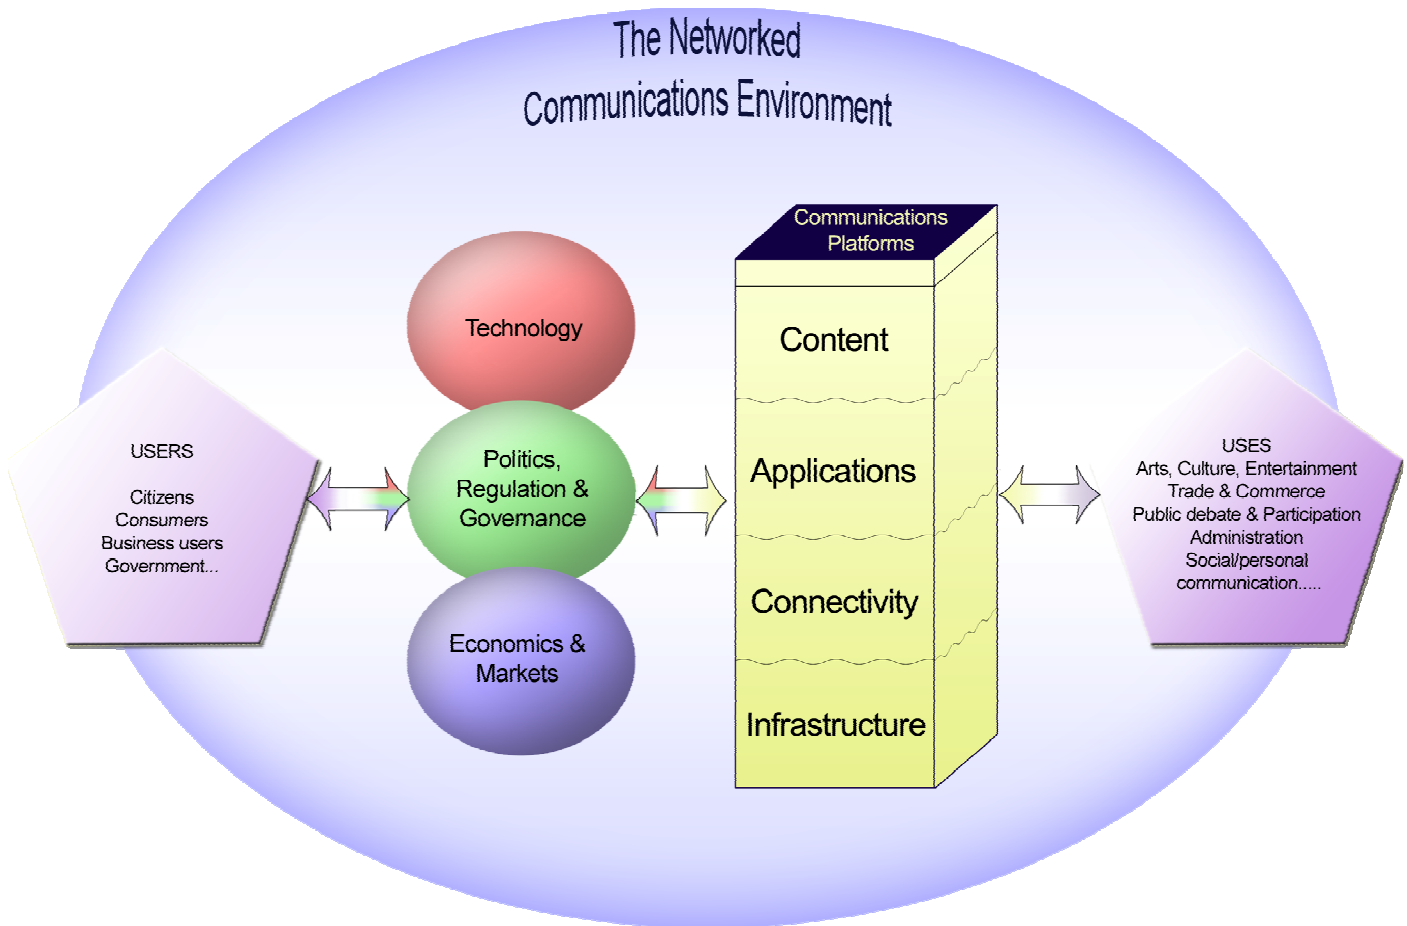 The Networked
Communications Environment
Communications
Platforms
Technology
Content
USERS
Citizens
Consumers
Business users
Government...
Politics,
Regulation &
Governance
Applications
USES
Arts, Culture, Entertainment
Trade & Commerce
Public debate & Participation
Administration
Social/personal
communication.....
Economics &
Markets
Connectivity
Infrastructure